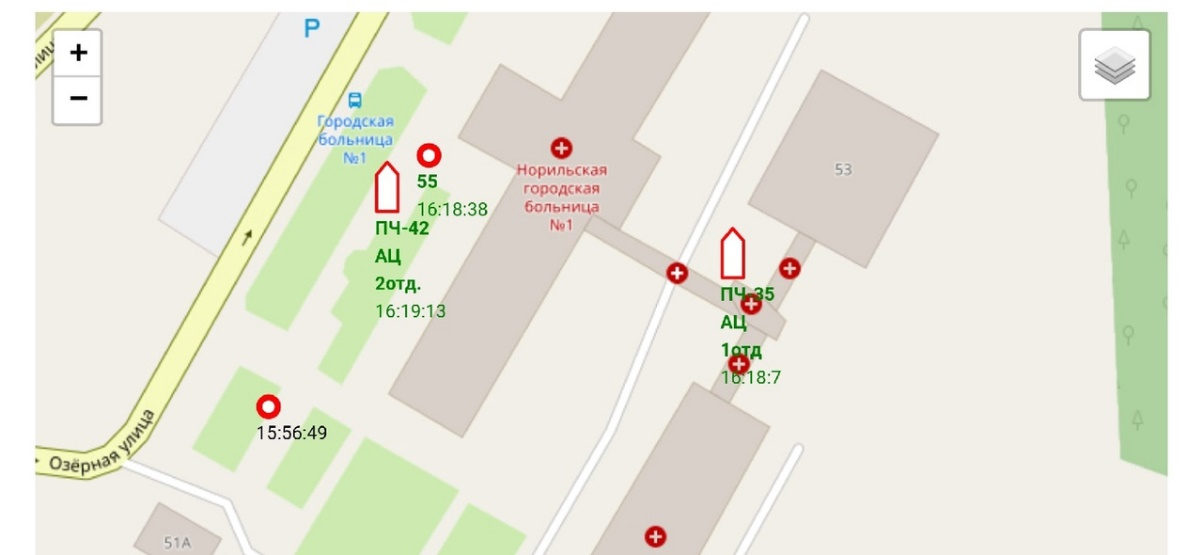 +
−
P
Городская
больница
№1
55
16:18:38
ПЧ-42
АЦ
2отд.
16:19:13
Норильская
городская
больница
№1
53
ПЧ-35
АЦ
1отд
16:18:7
15:56:49
Озёрная улица
51А